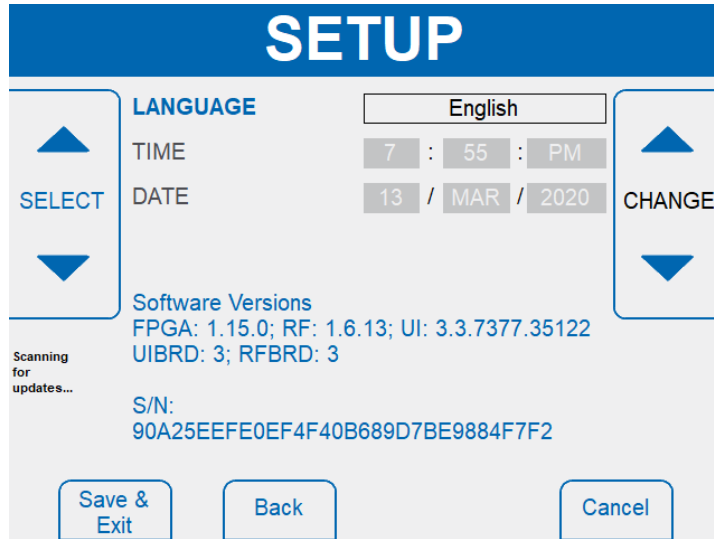 SETUP
LANGUAGE English
TIME 7 : 55 : PM
SELECT DATE 13 / MAR / 2020 CHANGE
Software Versions
FPGA: 1.15.0; RF: 1.6.13; UI: 3.3.7377.35122
UIBRD: 3; RFBRD: 3
Scanning
for
updates...
S/N:
90A25EEFE0EF4F40B689D7BE9884F7F2
Save &
Exit
Back
Cancel